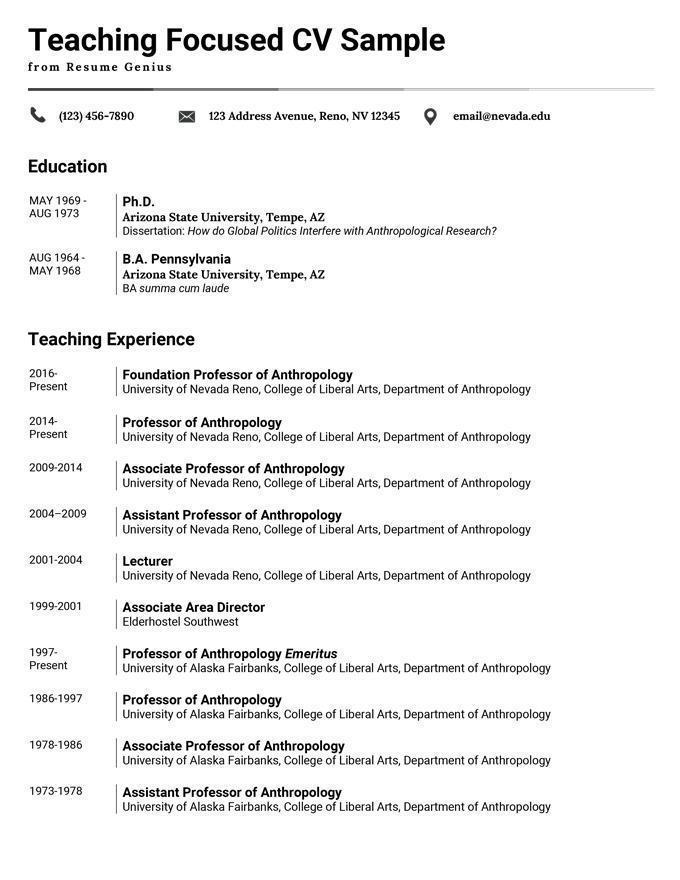 Teaching Focused CV Sample
from Resume Genius
(123) 456-7890 123 Address Avenue, Reno, NV 12345 email@nevada.edu
Education
MAY 1969 - Ph.D.
AUG 1973 Arizona State University, Tempe, AZ
Dissertation: How do Global Politics Interfere with Anthropological Research?
AUG 1964 - B.A. Pennsylvania
MAY 1968 Arizona State University, Tempe, AZ
BA summa cum laude
Teaching Experience
2016- Foundation Professor of Anthropology
Present University of Nevada Reno, College of Liberal Arts, Department of Anthropology
2014- Professor of Anthropology
Present University of Nevada Reno, College of Liberal Arts, Department of Anthropology
2009-2014 Associate Professor of Anthropology
University of Nevada Reno, College of Liberal Arts, Department of Anthropology
2004–2009 Assistant Professor of Anthropology
University of Nevada Reno, College of Liberal Arts, Department of Anthropology
2001-2004 Lecturer
University of Nevada Reno, College of Liberal Arts, Department of Anthropology
1999-2001 Associate Area Director
Elderhostel Southwest
1997- Professor of Anthropology Emeritus
Present University of Alaska Fairbanks, College of Liberal Arts, Department of Anthropology
1986-1997 Professor of Anthropology
University of Alaska Fairbanks, College of Liberal Arts, Department of Anthropology
1978-1986 Associate Professor of Anthropology
University of Alaska Fairbanks, College of Liberal Arts, Department of Anthropology
1973-1978 Assistant Professor of Anthropology
University of Alaska Fairbanks, College of Liberal Arts, Department of Anthropology